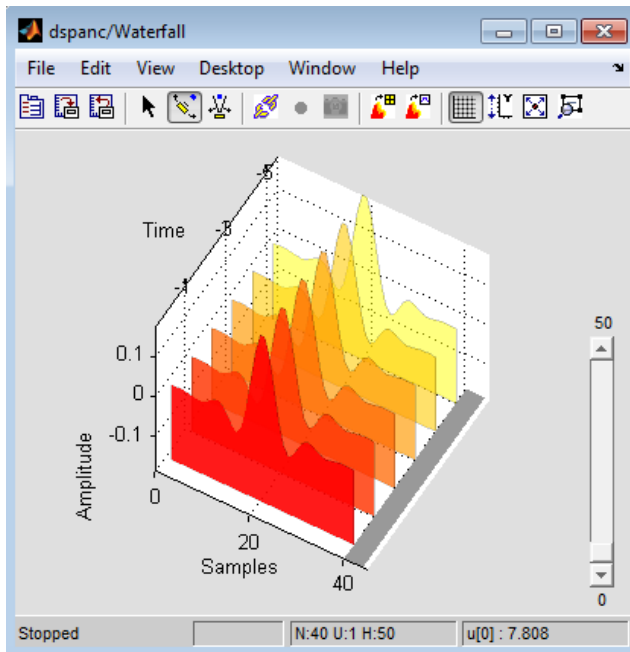 dspanc/Waterfall
File Edit View Desktop Window Help
-5
Time -3
-1
50
0.1
0
-0.1
Amplitude
0
20
Samples
40
0
Stopped N:40 U:1 H:50 u[0] : 7.808